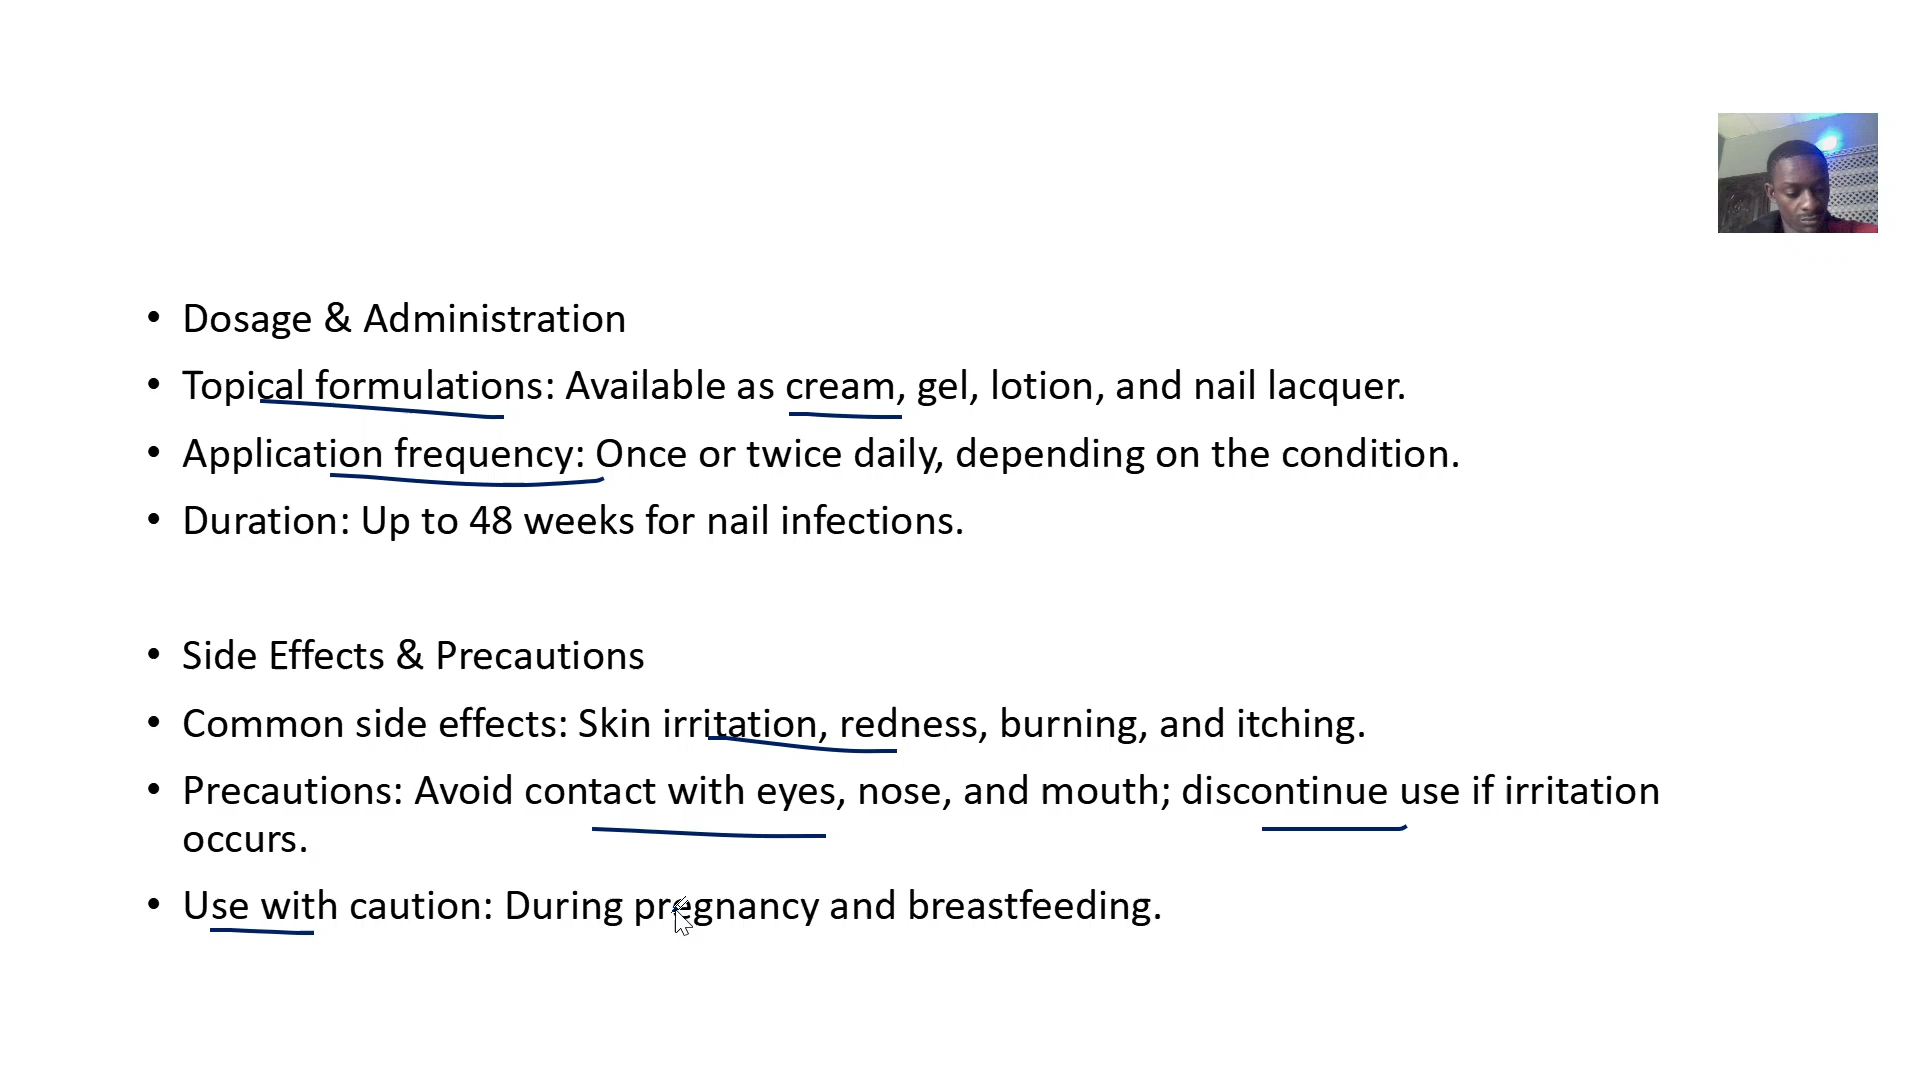 • Dosage & Administration
• Topical formulations: Available as cream, gel, lotion, and nail lacquer.
• Application frequency: Once or twice daily, depending on the condition.
• Duration: Up to 48 weeks for nail infections.
• Side Effects & Precautions
• Common side effects: Skin irritation, redness, burning, and itching.
• Precautions: Avoid contact with eyes, nose, and mouth; discontinue use if irritation
occurs.
• Use with caution: During pregnancy and breastfeeding.